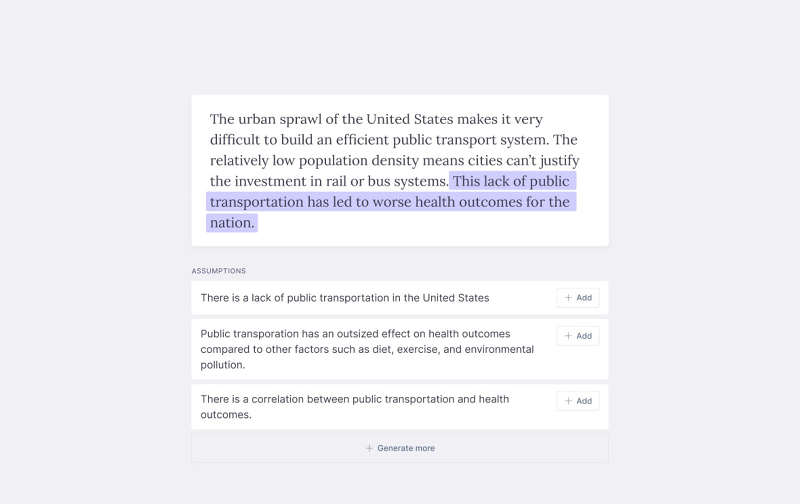 The urban sprawl of the United States makes it very
difficult to build an efficient public transport system. The
relatively low population density means cities can’t justify
the investment in rail or bus systems. This lack of public
transportation has led to worse health outcomes for the
nation.
ASSUMPTIONS
There is a lack of public transportation in the United States
+ Add
Public transporation has an outsized effect on health outcomes
compared to other factors such as diet, exercise, and environmental
pollution.
+ Add
There is a correlation between public transportation and health
outcomes.
+ Add
+ Generate more